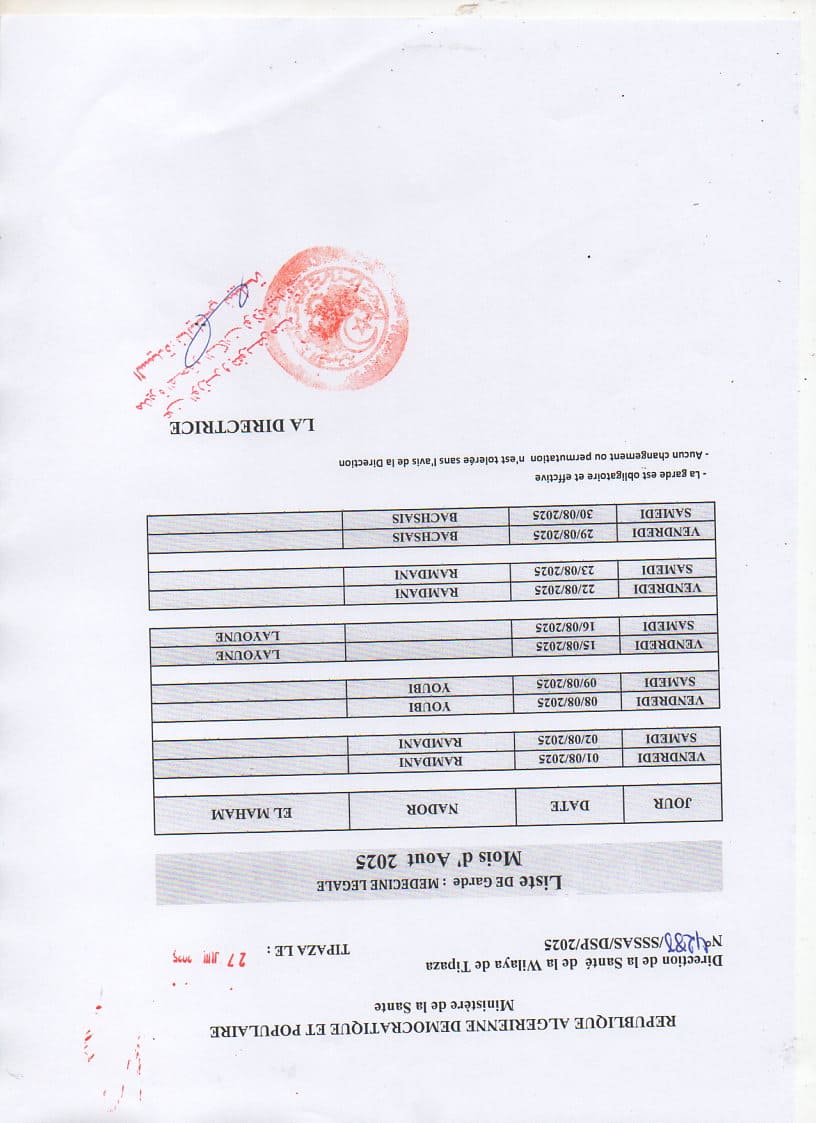 REPUBLIQUE ALGERIENNE DEMOCRATIQUE ET POPULAIRE
Ministère de la Sante
Direction de la Santé de la Wilaya de Tipaza
/SSSAS/DSP/2025
TIPAZA LE : 27 2025
Liste DE Garde : MEDECINE LEGALE
Mois d' Aout 2025
JOUR DATE NADOR EL MAHAM
VENDREDI 01/08/2025 RAMDANI
SAMEDI 02/08/2025 RAMDANI
VENDREDI 08/08/2025 YOUBI
SAMEDI 09/08/2025 YOUBI
VENDREDI 15/08/2025 LAYOUNE
SAMEDI 16/08/2025 LAYOUNE
VENDREDI 22/08/2025 RAMDANI
SAMEDI 23/08/2025 RAMDANI
VENDREDI 29/08/2025 BACHSAIS
SAMEDI 30/08/2025 BACHSAIS
- La garde est obligatoire et effctive
- Aucun changement ou permutation n'est tolerée sans l'avis de la Direction
LA DIRECTRICE
عن الوزير وبتفويض منه